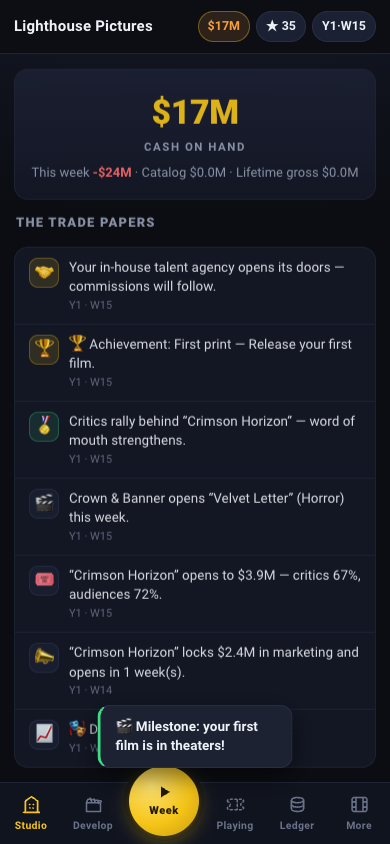 Lighthouse Pictures
$17M
★ 35
Y1·W15
$17M
CASH ON HAND
This week -$24M · Catalog $0.0M · Lifetime gross $0.0M
THE TRADE PAPERS
Your in-house talent agency opens its doors —
commissions will follow.
Y1 · W15
🏆 Achievement: First print — Release your first
film.
Y1 · W15
Critics rally behind “Crimson Horizon” — word of
mouth strengthens.
Y1 · W15
Crown & Banner opens “Velvet Letter” (Horror)
this week.
Y1 · W15
“Crimson Horizon” opens to $3.9M — critics 67%,
audiences 72%.
Y1 · W15
“Crimson Horizon” locks $2.4M in marketing and
opens in 1 week(s).
Y1 · W14
🎬 Milestone: your first
film is in theaters!
Week
Studio
Develop
Playing
Ledger
More